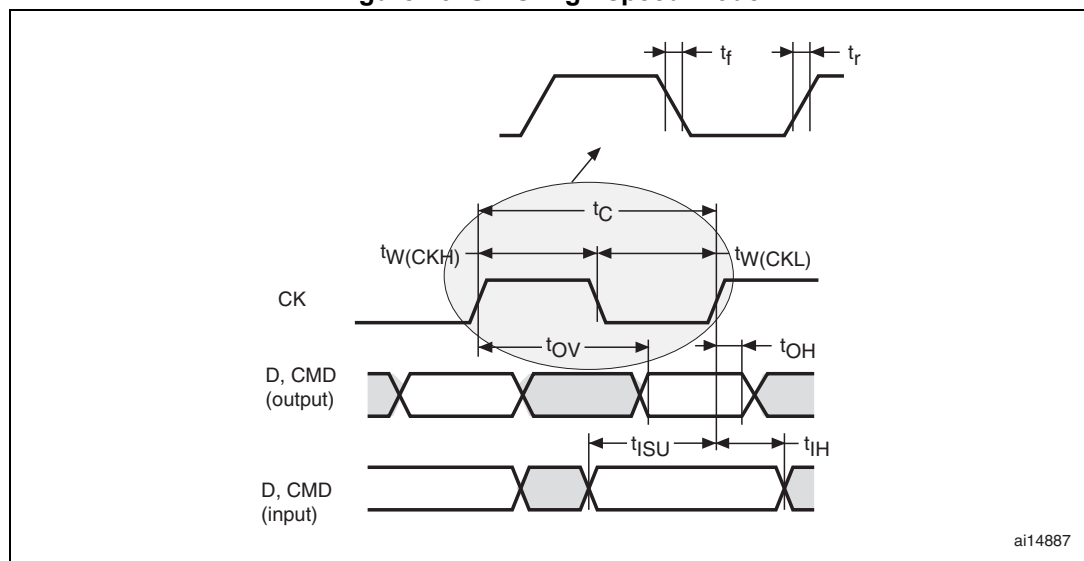 tf
tr
tC
tW(CKH)
tW(CKL)
CK
tOV
tOH
D, CMD
(output)
tISU
tIH
D, CMD
(input)
ai14887